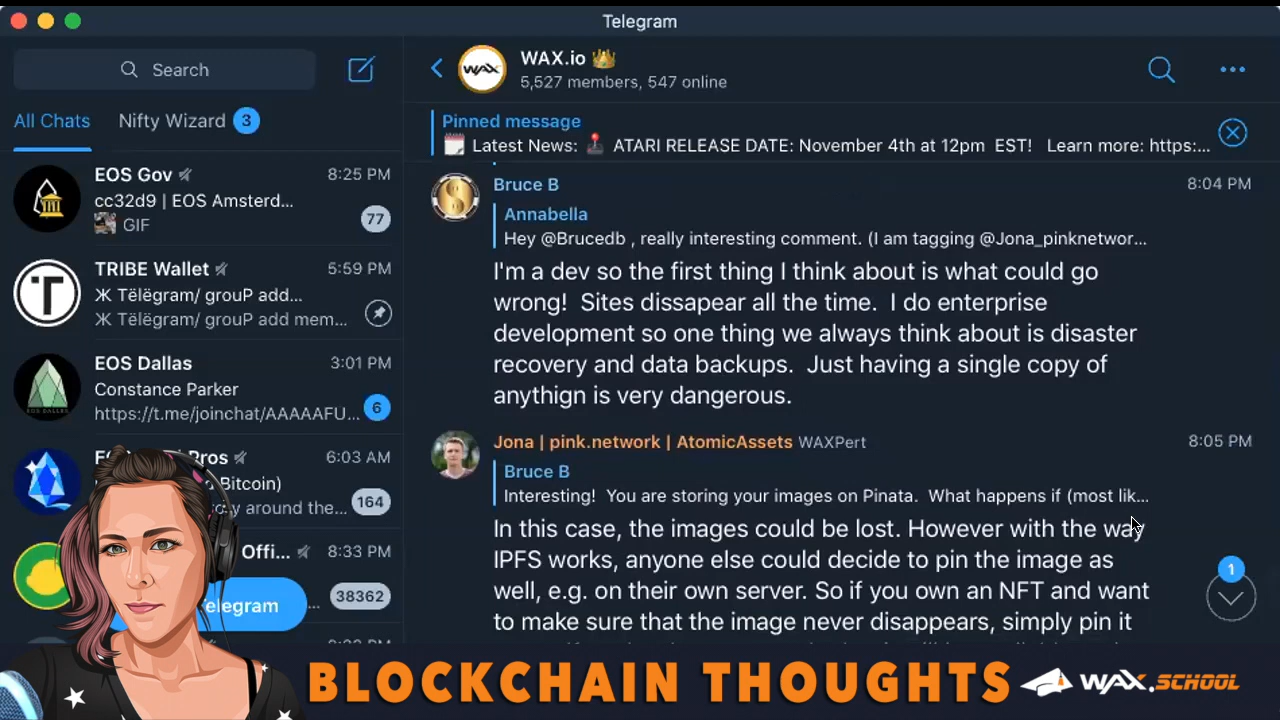 Telegram
Search
All Chats
Nifty Wizard 3
EOS Gov 8:25 PM
cc32d9 | EOS Amsterd...
GIF
77
TRIBE Wallet 5:59 PM
Ж Tëlëgram/ grouP add...
Ж Tëlëgram/ grouP add mem...
EOS Dallas 3:01 PM
Constance Parker
https://t.me/joinchat/AAAAAFU...
6
Pros 6:03 AM
Bitcoin)
around the...
164
Offi... 8:33 PM
elegram ...
38362
WAX.io 👑
5,527 members, 547 online
Pinned message
🗓 Latest News: 🕹 ATARI RELEASE DATE: November 4th at 12pm EST! Learn more: https:...
Bruce B 8:04 PM
Annabella
Hey @Brucedb , really interesting comment. (I am tagging @Jona_pinknetwor...
I'm a dev so the first thing I think about is what could go
wrong! Sites dissapear all the time. I do enterprise
development so one thing we always think about is disaster
recovery and data backups. Just having a single copy of
anythign is very dangerous.
Jona | pink.network | AtomicAssets WAXPert 8:05 PM
Bruce B
Interesting! You are storing your images on Pinata. What happens if (most lik...
In this case, the images could be lost. However with the way
IPFS works, anyone else could decide to pin the image as
well, e.g. on their own server. So if you own an NFT and want
to make sure that the image never disappears, simply pin it
1
BLOCKCHAIN THOUGHTS
WAX.SCHOOL